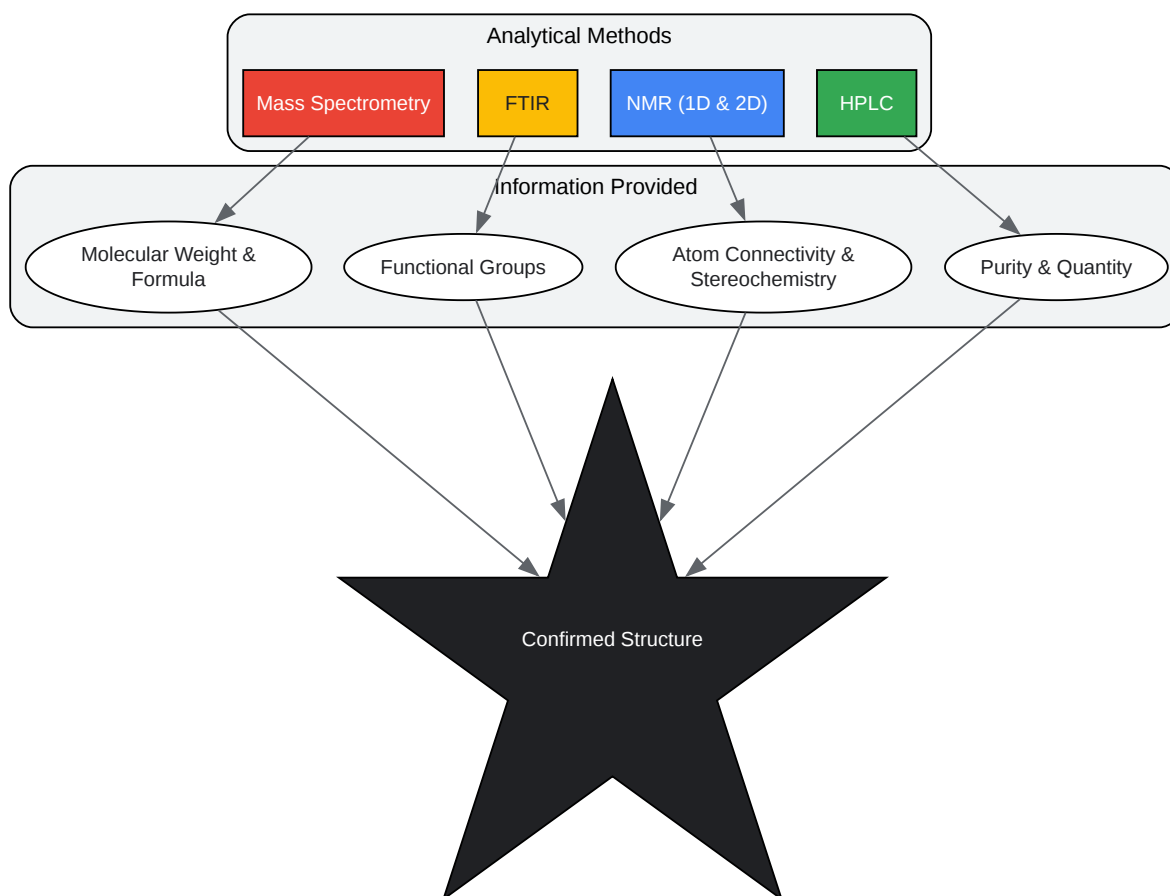 Analytical Methods
Mass Spectrometry
FTIR
NMR (1D & 2D)
HPLC
Information Provided
Molecular Weight &
Formula
Functional Groups
Atom Connectivity &
Stereochemistry
Purity & Quantity
Confirmed Structure